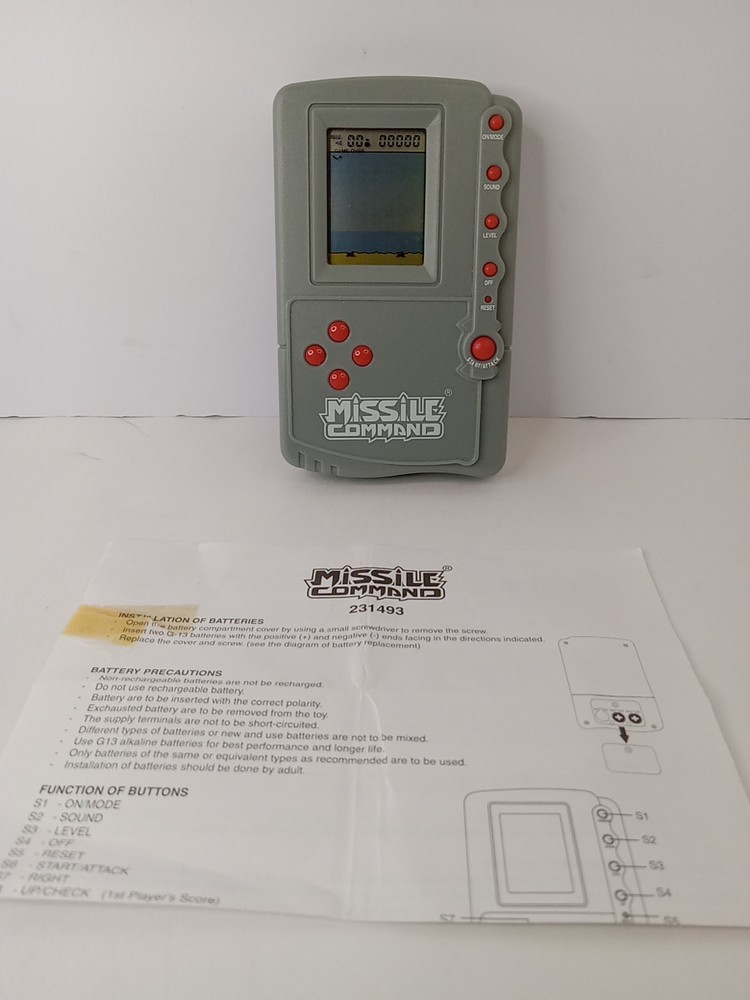 00 00000
GAME OVER
ON/MODE
SOUND
LEVEL
OFF
RESET
START/ATTACK
MISSILE ®
COMMAND
MISSILE ®
COMMAND
231493
INSTALLATION OF BATTERIES
- Open the battery compartment cover by using a small screwdriver to remove the screw.
- Insert two G-13 batteries with the positive (+) and negative (-) ends facing in the directions indicated.
- Replace the cover and screw. (see the diagram of battery replacement)
BATTERY PRECAUTIONS
- Non-rechargeable batteries are not be recharged.
- Do not use rechargeable battery.
- Battery are to be inserted with the correct polarity.
- Exchausted battery are to be removed from the toy.
- The supply terminals are not to be short-circuited.
- Different types of batteries or new and use batteries are not to be mixed.
- Use G13 alkaline batteries for best performance and longer life.
- Only batteries of the same or equivalent types as recommended are to be used.
- Installation of batteries should be done by adult.
FUNCTION OF BUTTONS
S1 - ON/MODE
S2 - SOUND
S3 - LEVEL
S4 - OFF
S5 - RESET
S6 - START/ATTACK
S7 - RIGHT
- UP/CHECK (1st Player's Score)
S1
S2
S3
S4
S7
S5